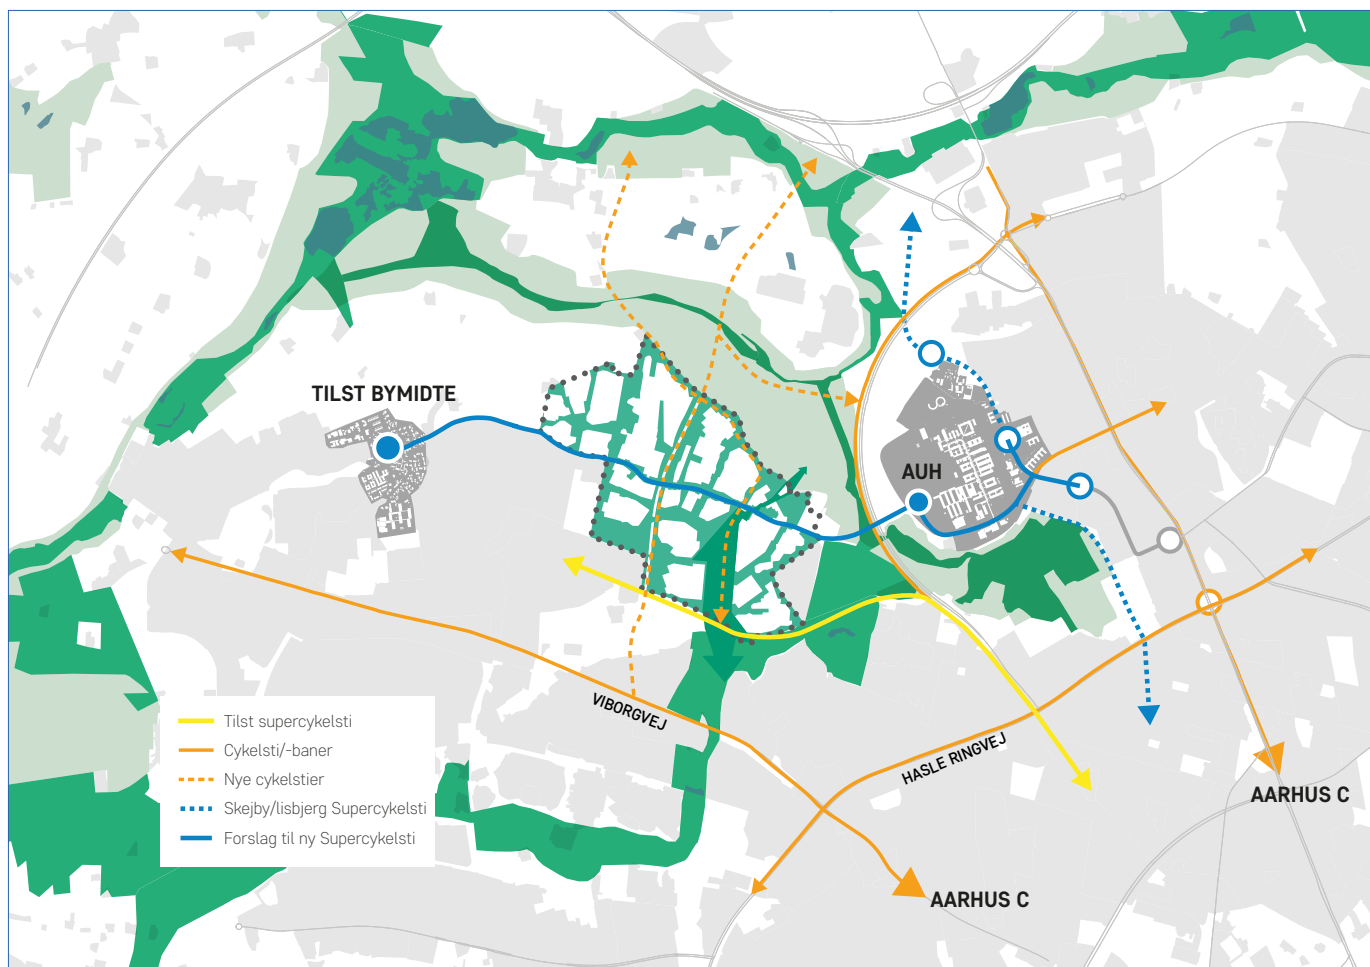 TILST BYMIDTE
AUH
VIBORGVEJ
HASLE RINGVEJ
AARHUS C
AARHUS C
Tilst supercykelsti
Cykelsti/-baner
Nye cykelstier
Skejby/lisbjerg Supercykelsti
Forslag til ny Supercykelsti